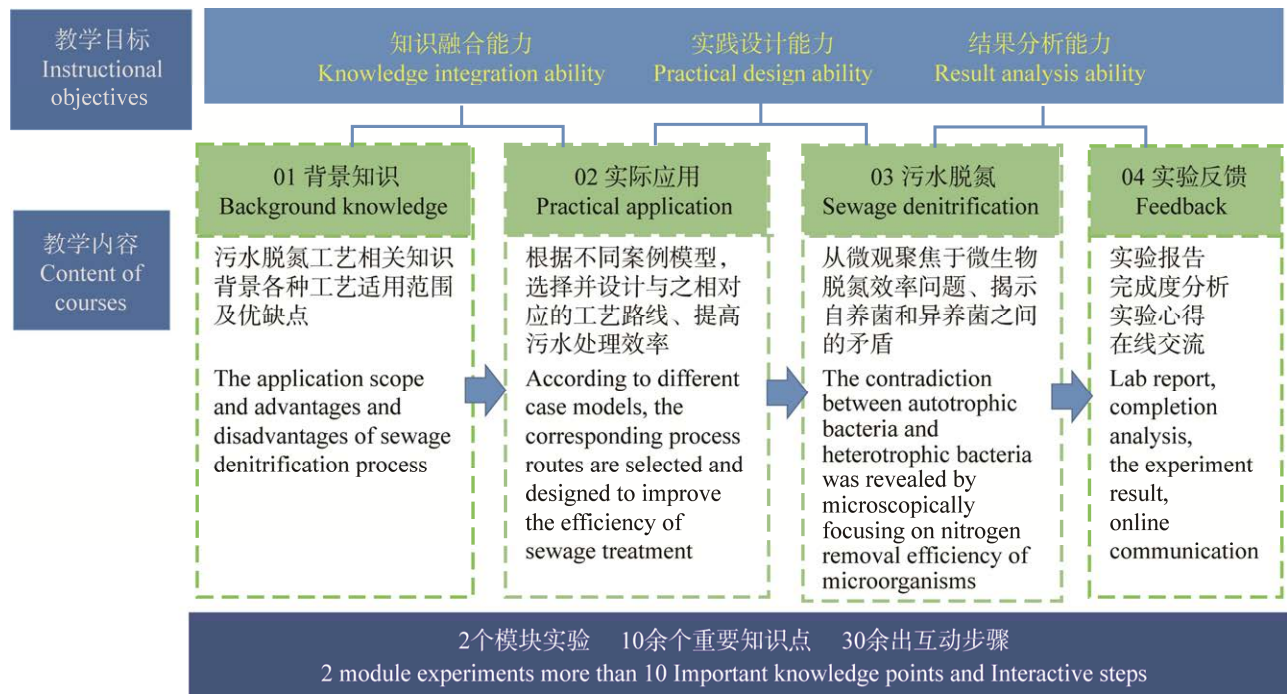 教学目标
Instructional
objectives
知识融合能力
Knowledge integration ability
实践设计能力
Practical design ability
结果分析能力
Result analysis ability
教学内容
Content of
courses
01 背景知识
Background knowledge
污水脱氮工艺相关知识
背景各种工艺适用范围
及优缺点
The application scope
and advantages and
disadvantages of sewage
denitrification process
02 实际应用
Practical application
根据不同案例模型，
选择并设计与之相对
应的工艺路线、提高
污水处理效率
According to different
case models, the
corresponding process
routes are selected and
designed to improve
the efficiency of
sewage treatment
03 污水脱氮
Sewage denitrification
从微观聚焦于微生物
脱氮效率问题、揭示
自养菌和异养菌之问
的矛盾
The contradiction
between autotrophic
bacteria and
heterotrophic bacteria
was revealed by
microscopically
focusing on nitrogen
removal efficiency of
microorganisms
04 实验反馈
Feedback
实验报告
完成度分析
实验心得
在线交流
Lab report,
completion
analysis,
the experiment
result,
online
communication
2个模块实验 10余个重要知识点 30余出互动步骤
2 module experiments more than 10 Important knowledge points and Interactive steps